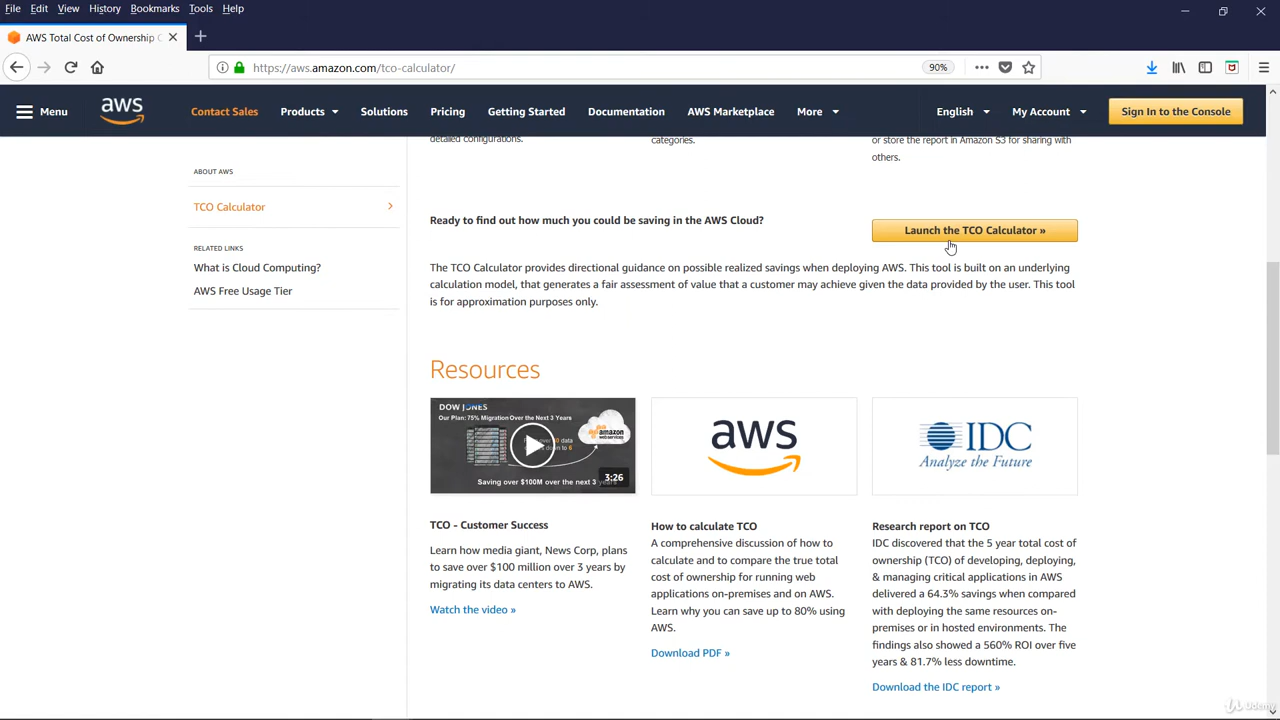 File Edit View History Bookmarks Tools Help
AWS Total Cost of Ownership C
https://aws.amazon.com/tco-calculator/
90%
Menu
aws
Contact Sales Products Solutions Pricing Getting Started Documentation AWS Marketplace More English My Account Sign In to the Console
detailed configurations.
categories.
or store the report in Amazon S3 for sharing with
others.
ABOUT AWS
TCO Calculator
RELATED LINKS
What is Cloud Computing?
AWS Free Usage Tier
Ready to find out how much you could be saving in the AWS Cloud?
Launch the TCO Calculator »
The TCO Calculator provides directional guidance on possible realized savings when deploying AWS. This tool is built on an underlying
calculation model, that generates a fair assessment of value that a customer may achieve given the data provided by the user. This tool
is for approximation purposes only.
Resources
DOW JONES
Our Plan: 75% Migration Over the Next 3 Years
amazon
web services
Saving over $100M over the next 3
3:26
TCO - Customer Success
Learn how media giant, News Corp, plans
to save over $100 million over 3 years by
migrating its data centers to AWS.
Watch the video »
aws
How to calculate TCO
A comprehensive discussion of how to
calculate and to compare the true total
cost of ownership for running web
applications on-premises and on AWS.
Learn why you can save up to 80% using
AWS.
Download PDF »
IDC
Analyze the Future
Research report on TCO
IDC discovered that the 5 year total cost of
ownership (TCO) of developing, deploying,
& managing critical applications in AWS
delivered a 64.3% savings when compared
with deploying the same resources on-
premises or in hosted environments. The
findings also showed a 560% ROI over five
years & 81.7% less downtime.
Download the IDC report »
Udemy